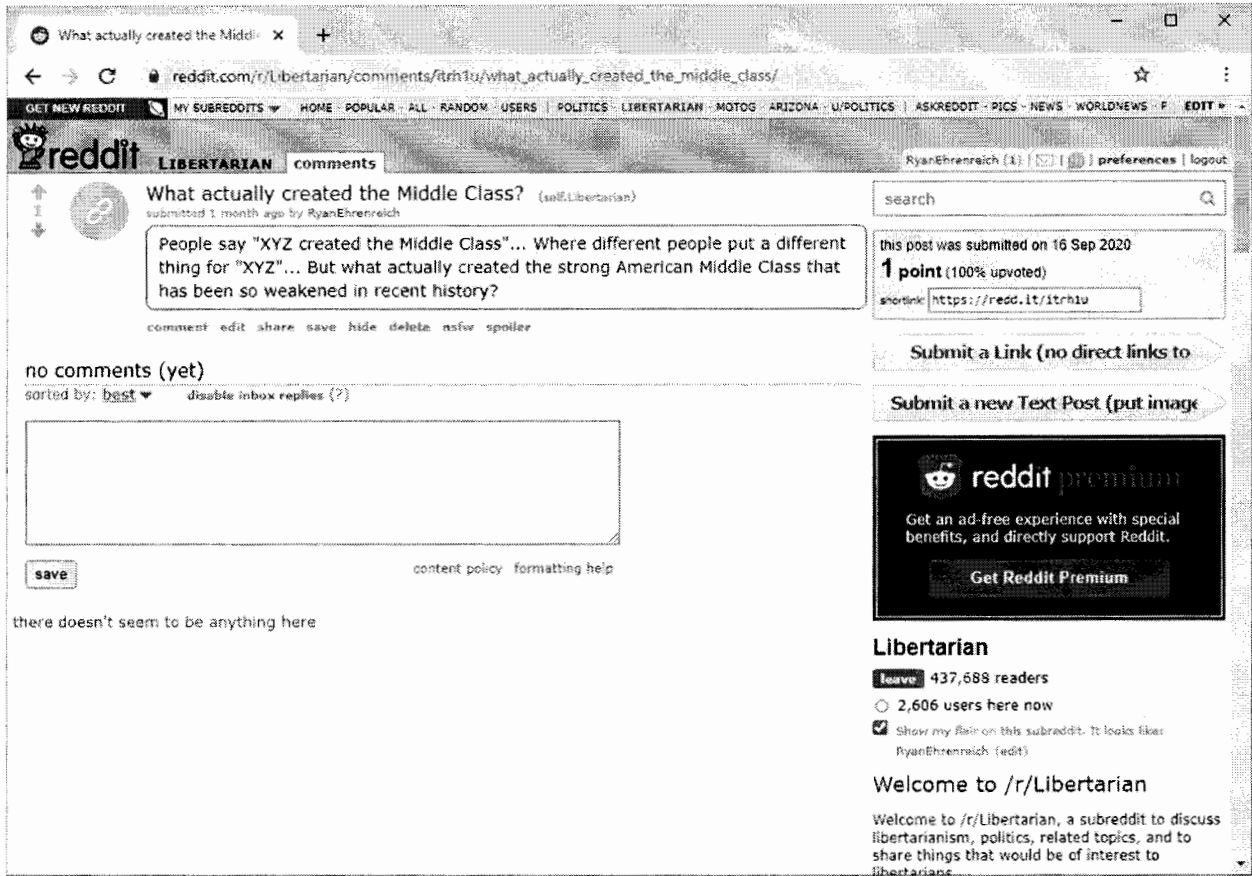 What actually created the Middl
reddit.com/r/Libertarian/comments/itrh1u/what_actually_created_the_middle_class/
GET NEW REDDIT MY SUBREDDITS HOME - POPULAR - ALL - RANDOM - USERS | POLITICS - LIBERTARIAN - MOTOG - ARIZONA - U/POLITICS | ASKREDDIT - PICS - NEWS - WORLDNEWS - F EDIT »
reddit LIBERTARIAN comments
RyanEhrenreich (1) | preferences | logout
What actually created the Middle Class? (self.Libertarian)
1
submitted 1 month ago by RyanEhrenreich
People say "XYZ created the Middle Class"... Where different people put a different
thing for "XYZ"... But what actually created the strong American Middle Class that
has been so weakened in recent history?
comment edit share save hide delete nsfw spoiler
no comments (yet)
sorted by: best disable inbox replies (?)
save
content policy formatting help
there doesn't seem to be anything here
search
this post was submitted on 16 Sep 2020
1 point (100% upvoted)
shortlink: https://redd.it/itrh1u
Submit a Link (no direct links to
Submit a new Text Post (put image
reddit premium
Get an ad-free experience with special
benefits, and directly support Reddit.
Get Reddit Premium
Libertarian
leave 437,688 readers
2,606 users here now
Show my flair on this subreddit. It looks like:
RyanEhrenreich (edit)
Welcome to /r/Libertarian
Welcome to /r/Libertarian, a subreddit to discuss
libertarianism, politics, related topics, and to
share things that would be of interest to
libertarians